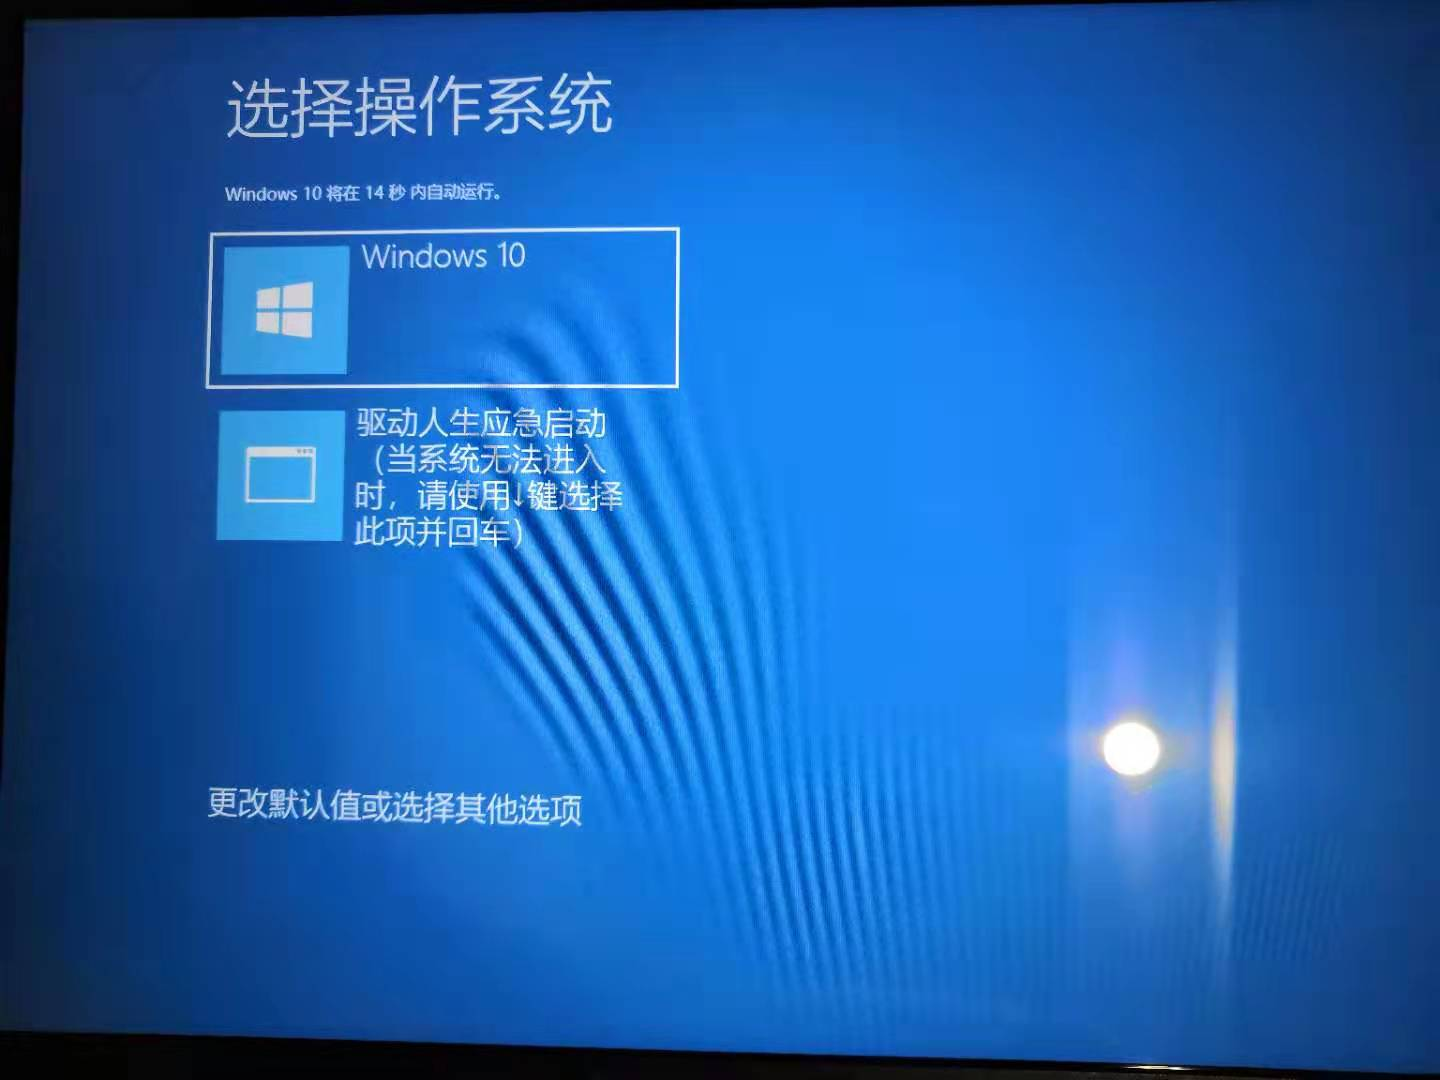 选择操作系统
Windows 10 将在 14 秒 内自动运行。
Windows 10
驱动人生应急启动
（当系统无法进入
时，请使用↓键选择
此项并回车）
更改默认值或选择其他选项